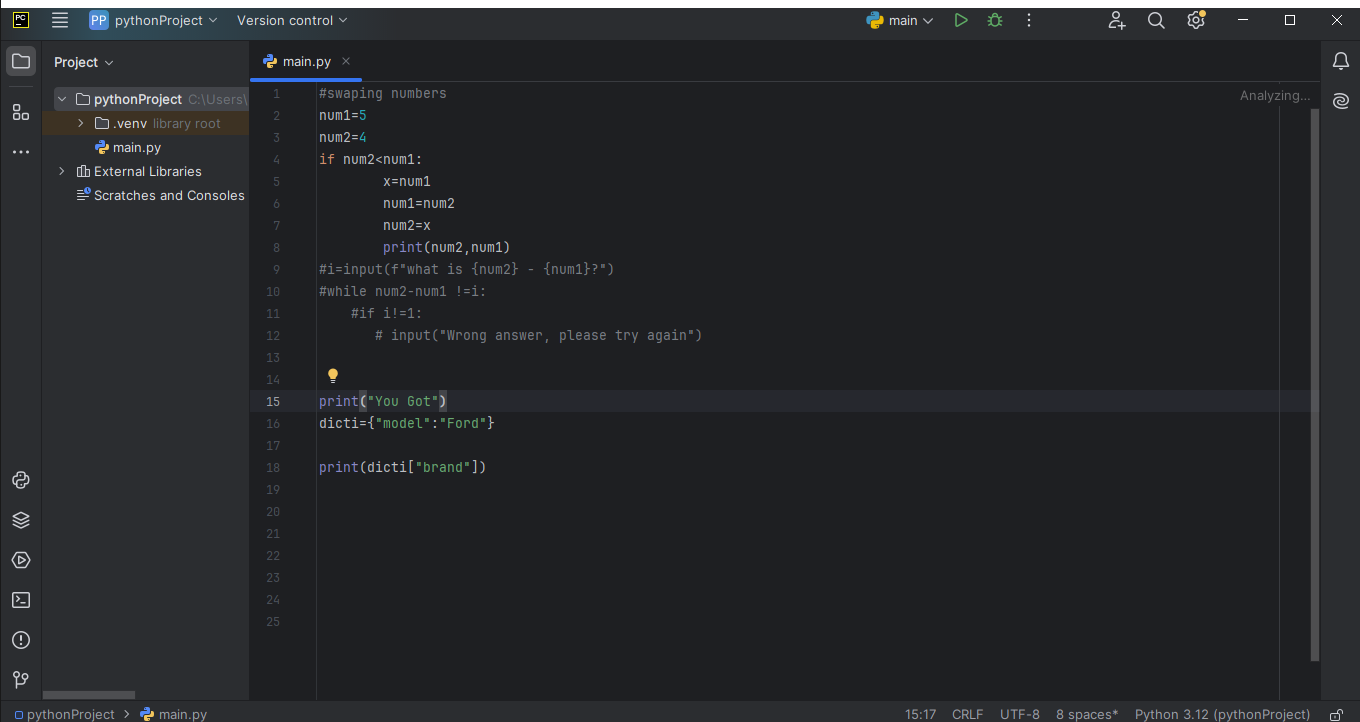 PC
PP pythonProject Version control main
Project
main.py
pythonProject C:\Users\
.venv library root
main.py
External Libraries
Scratches and Consoles
Analyzing...
1 #swaping numbers
2 num1=5
3 num2=4
4 if num2<num1:
5         x=num1
6         num1=num2
7         num2=x
8         print(num2,num1)
9 #i=input(f"what is {num2} - {num1}?")
10 #while num2-num1 !=i:
11     #if i!=1:
12        # input("Wrong answer, please try again")
13
14
15 print("You Got")
16 dicti={"model":"Ford"}
17
18 print(dicti["brand"])
19
20
21
22
23
24
25
pythonProject > main.py 15:17 CRLF UTF-8 8 spaces* Python 3.12 (pythonProject)